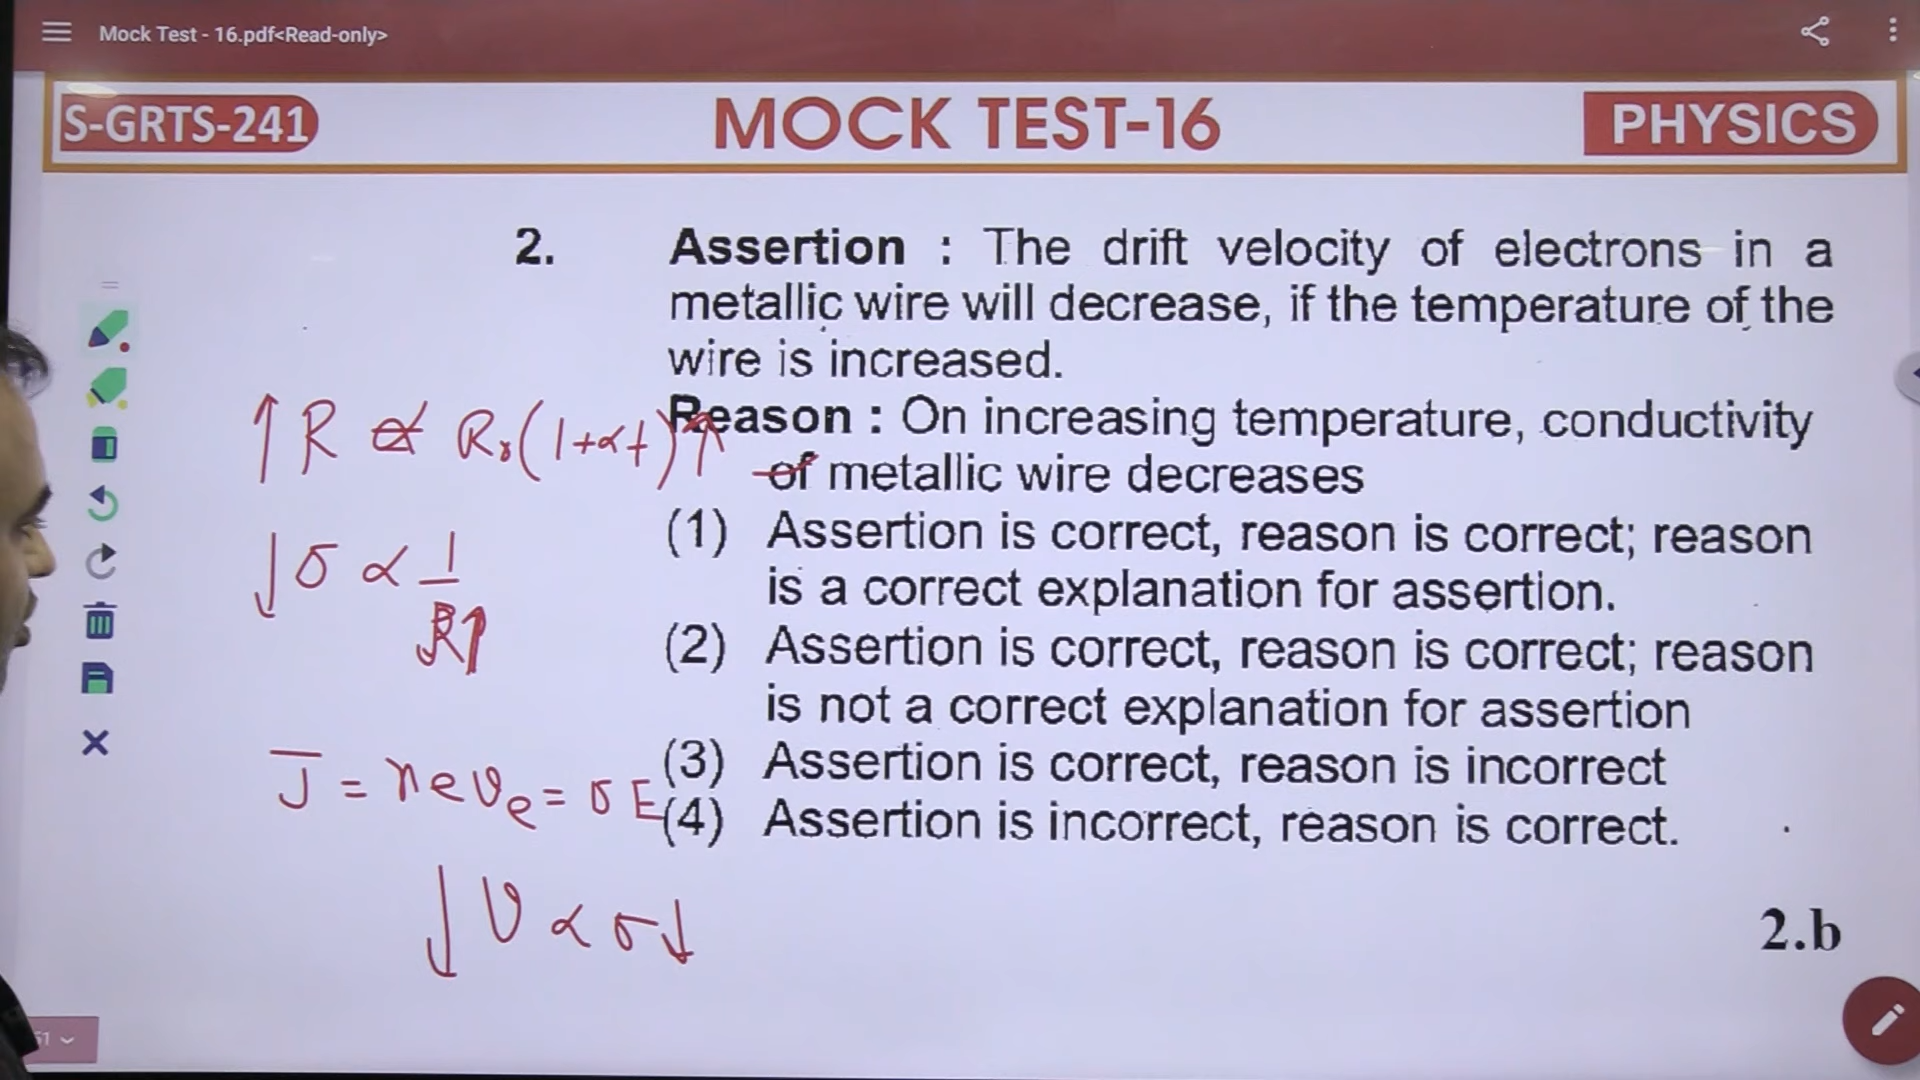 Mock Test - 16.pdf<Read-only>
S-GRTS-241
MOCK TEST-16
PHYSICS
2. Assertion : The drift velocity of electrons in a
metallic wire will decrease, if the temperature of the
wire is increased.
Reason : On increasing temperature, conductivity
of metallic wire decreases
(1) Assertion is correct, reason is correct; reason
is a correct explanation for assertion.
(2) Assertion is correct, reason is correct; reason
is not a correct explanation for assertion
(3) Assertion is correct, reason is incorrect
(4) Assertion is incorrect, reason is correct.
2.b
↑ R = R₀(1+αt)↑
↓ σ ∝ 1/R↑
J = neve = σE
↓ v ∝ σ↓